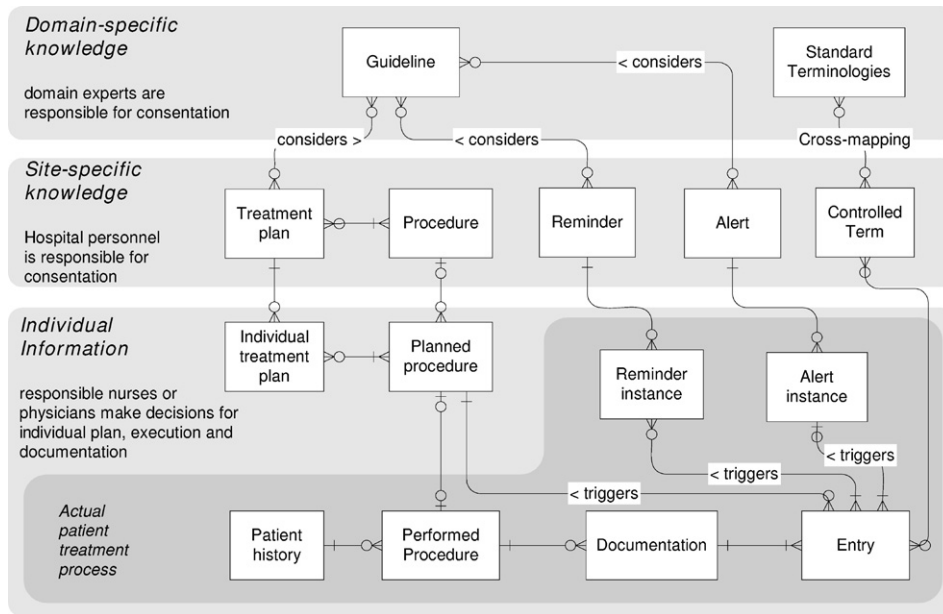 Domain-specific
knowledge
domain experts are
responsible for consentation
Guideline
< considers
Standard
Terminologies
considers >
< considers
Cross-mapping
Site-specific
knowledge
Hospital personnel
is responsible for
consentation
Treatment
plan
Procedure
Reminder
Alert
Controlled
Term
Individual
Information
responsible nurses or
physicians make decisions for
individual plan, execution and
documentation
Individual
treatment
plan
Planned
procedure
Reminder
instance
Alert
instance
< triggers
< triggers
< triggers
Actual
patient
treatment
process
Patient
history
Performed
Procedure
Documentation
Entry